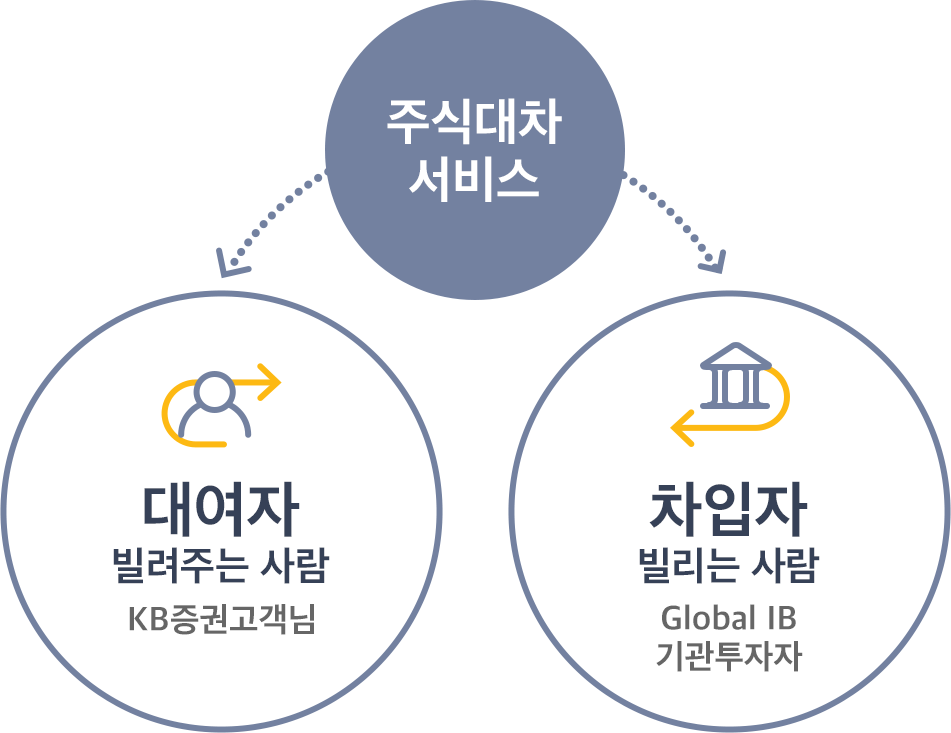 주식대차
서비스
대여자
빌려주는 사람
KB증권고객님
차입자
빌리는 사람
Global IB
기관투자자